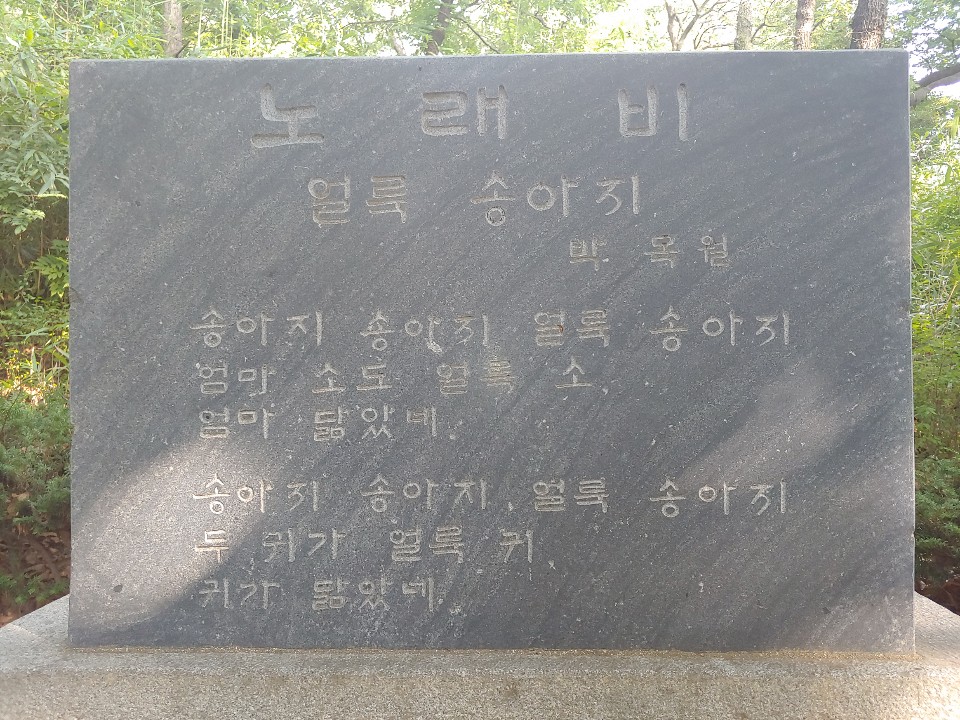 노래비
얼룩 송아지
박 목월
송아지 송아지 얼룩 송아지
엄마 소도 얼룩 소,
엄마 닮았네.
송아지 송아지, 얼룩 송아지
두 귀가 얼룩 귀
귀가 닮았네.